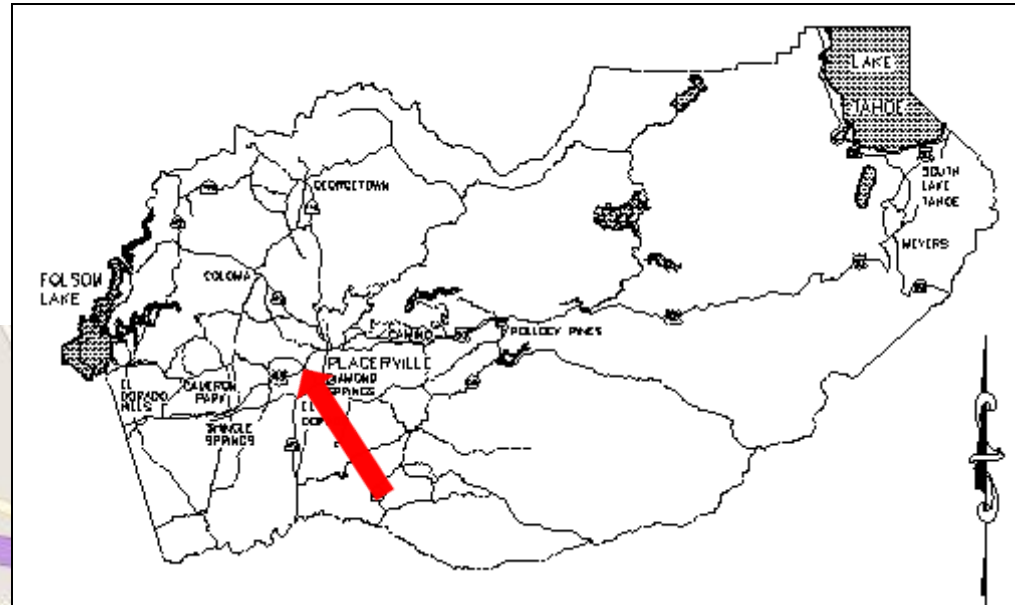 LAKE
TAHOE
SOUTH
LAKE
TAHOE
MEYERS
GEORGETOWN
COLOMA
FOLSOM
LAKE
CAMINO
POLLOCK PINES
PLACERVILLE
DIAMOND
SPRINGS
EL
DORADO
HILLS
CAMERON
PARK
SHINGLE
SPRINGS
EL